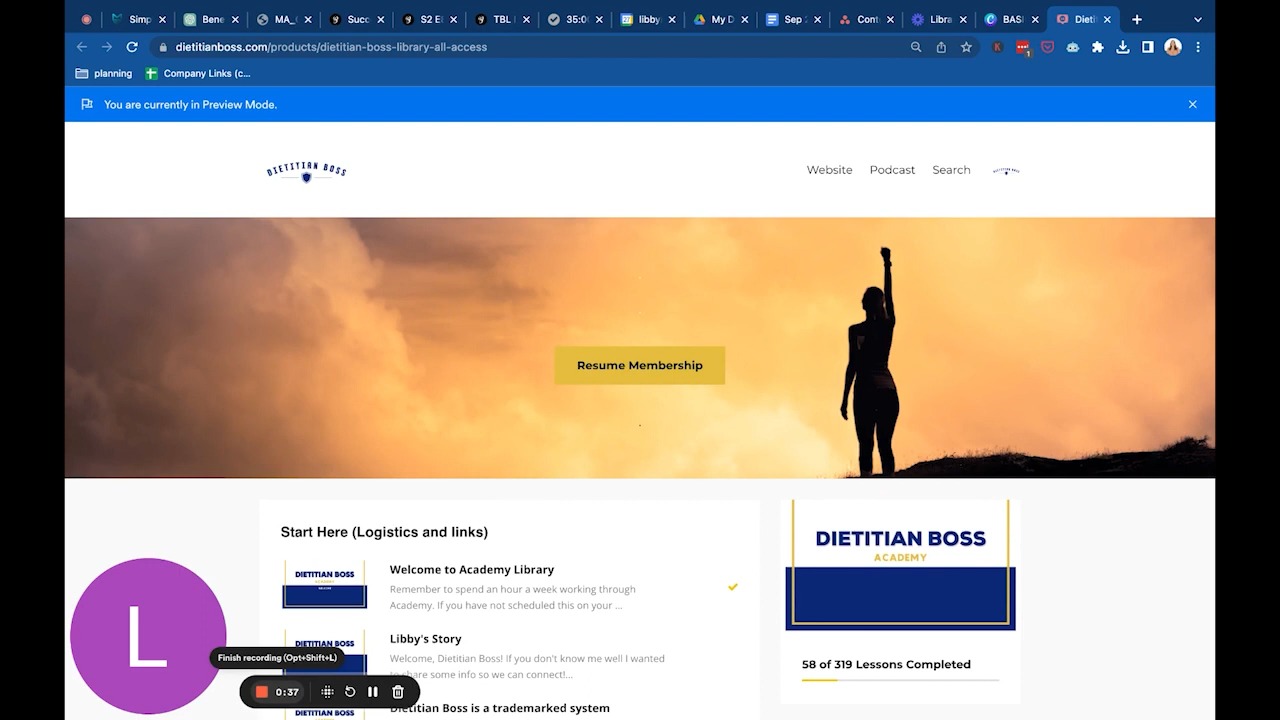 Simp
Bene
MA_
Succ
S2 E
TBL
35:0
libby
My D
Sep
Cont
Libra
BAS
Dieti
dietitianboss.com/products/dietitian-boss-library-all-access
planning
Company Links (c...
You are currently in Preview Mode.
DIETITIAN BOSS
Website Podcast Search
Resume Membership
Start Here (Logistics and links)
DIETITIAN BOSS
Welcome to Academy Library
Remember to spend an hour a week working through
Academy. If you have not scheduled this on your ...
DIETITIAN BOSS
Libby's Story
Welcome, Dietitian Boss! If you don't know me well I wanted
to share some info so we can connect!...
DIETITIAN BOSS
Dietitian Boss is a trademarked system
DIETITIAN BOSS
ACADEMY
58 of 319 Lessons Completed
L
Finish recording (Opt+Shift+L)
0:37